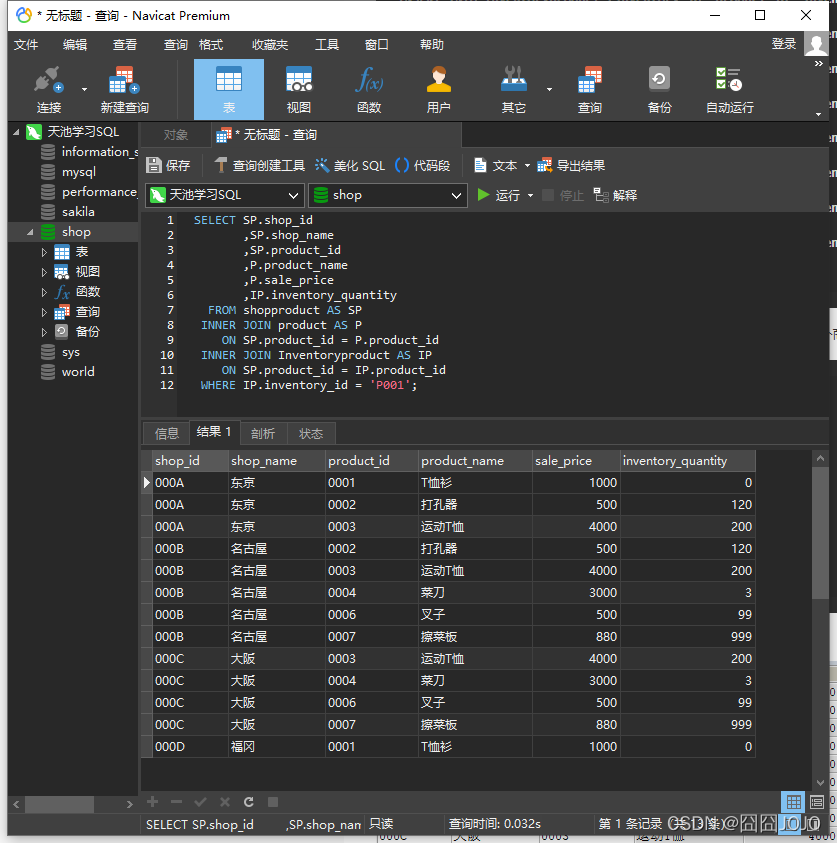 * 无标题 - 查询 - Navicat Premium
文件 编辑 查看 查询 格式 收藏夹 工具 窗口 帮助 登录
连接 新建查询 表 视图 函数 用户 其它 查询 备份 自动运行
天池学习SQL
information_s
mysql
performance_
sakila
shop
表
视图
函数
查询
备份
sys
world
对象 * 无标题 - 查询
保存 查询创建工具 美化 SQL 代码段 文本 导出结果
天池学习SQL shop 运行 停止 解释
1 SELECT SP.shop_id
2 ,SP.shop_name
3 ,SP.product_id
4 ,P.product_name
5 ,P.sale_price
6 ,IP.inventory_quantity
7 FROM shopproduct AS SP
8 INNER JOIN product AS P
9 ON SP.product_id = P.product_id
10 INNER JOIN Inventoryproduct AS IP
11 ON SP.product_id = IP.product_id
12 WHERE IP.inventory_id = 'P001';
信息 结果 1 剖析 状态
shop_id shop_name product_id product_name sale_price inventory_quantity
000A 东京 0001 T恤衫 1000 0
000A 东京 0002 打孔器 500 120
000A 东京 0003 运动T恤 4000 200
000B 名古屋 0002 打孔器 500 120
000B 名古屋 0003 运动T恤 4000 200
000B 名古屋 0004 菜刀 3000 3
000B 名古屋 0006 叉子 500 99
000B 名古屋 0007 擦菜板 880 999
000C 大阪 0003 运动T恤 4000 200
000C 大阪 0004 菜刀 3000 3
000C 大阪 0006 叉子 500 99
000C 大阪 0007 擦菜板 880 999
000D 福冈 0001 T恤衫 1000 0
SELECT SP.shop_id ,SP.shop_nam 只读 查询时间: 0.032s 第 1 条记录
CSDN @囧囧JOJO